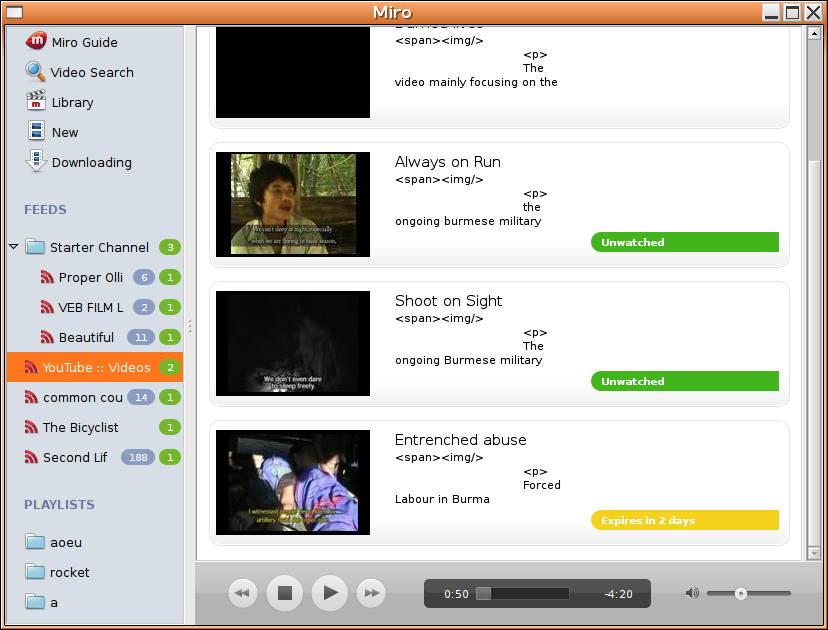 Miro
Miro Guide
Video Search
Library
New
Downloading
FEEDS
Starter Channel 3
Proper Olli 6 1
VEB FILM L 2 1
Beautiful 11 1
YouTube :: Videos 2
common cou 14 1
The Bicyclist 1
Second Lif 188 1
PLAYLISTS
aoeu
rocket
a
<span><img/>
<p>
The
video mainly focusing on the
Always on Run
<span><img/>
<p>
the
ongoing burmese military
Unwatched
We can't sleep at night, especially
when we are fleeing in rainy season,
Shoot on Sight
<span><img/>
<p>
The
ongoing Burmese military
Unwatched
We don't even dare
to sleep freely.
Entrenched abuse
<span><img/>
<p>
Forced
Labour in Burma
Expires in 2 days
I witnessed
artillery
0:50 -4:20